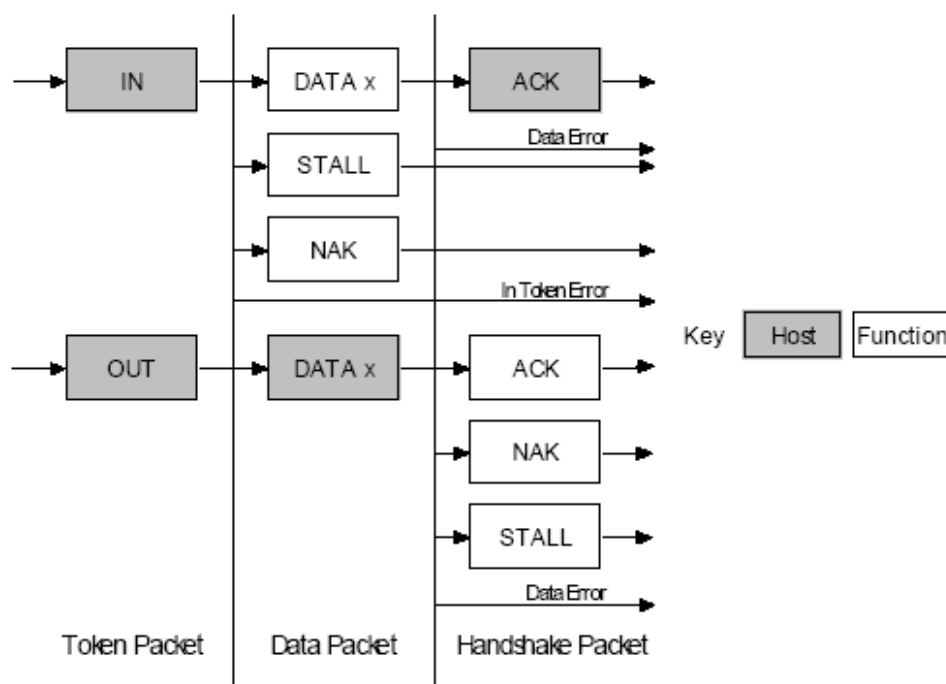 IN
DATA x
ACK
Data Error
STALL
NAK
In Token Error
Key
Host
Function
OUT
DATA x
ACK
NAK
STALL
Data Error
Token Packet
Data Packet
Handshake Packet